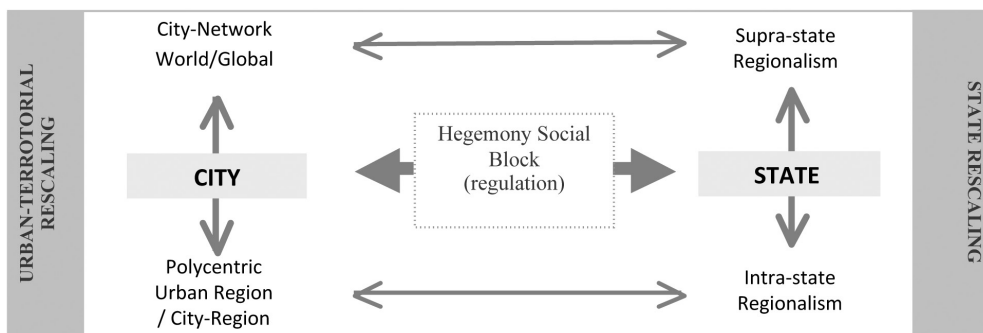 URBAN-TERROTORIAL
RESCALING
City-Network
World/Global
CITY
Polycentric
Urban Region
/ City-Region
Hegemony Social
Block
(regulation)
Supra-state
Regionalism
STATE
Intra-state
Regionalism
STATE RESCALING